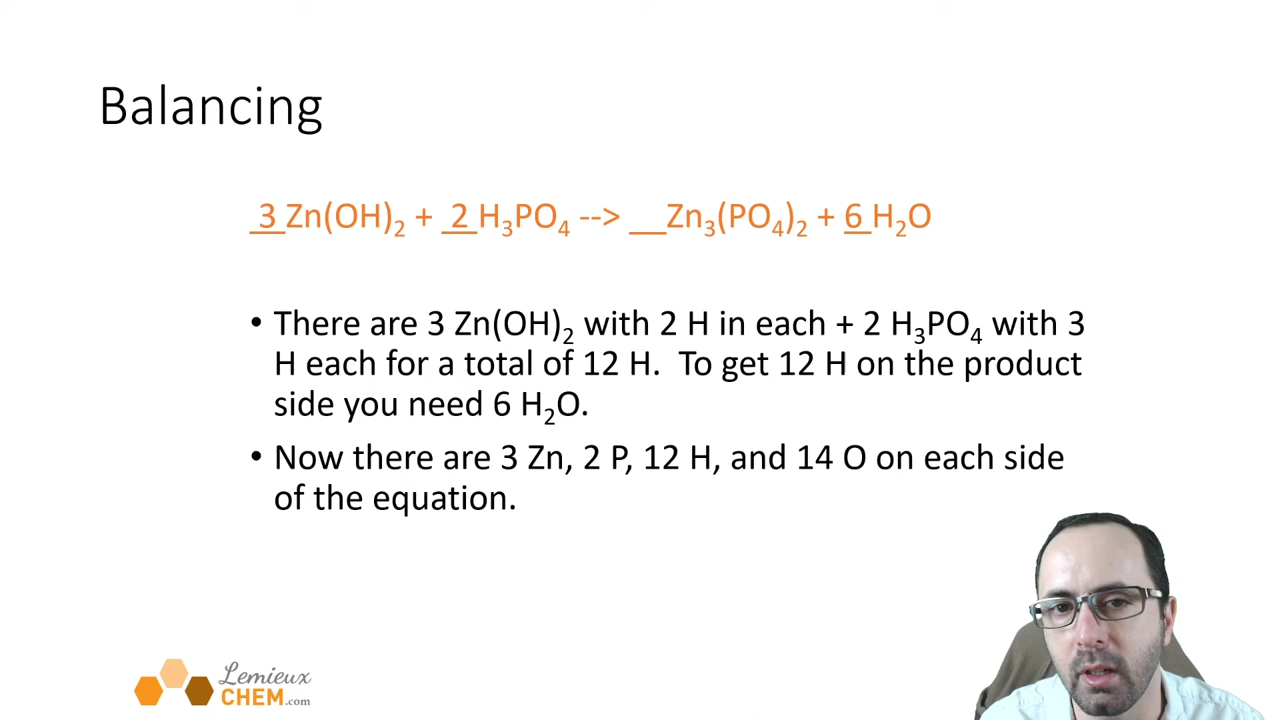 Balancing
3 Zn(OH)₂ + 2 H₃PO₄ --> __Zn₃(PO₄)₂ + 6 H₂O
• There are 3 Zn(OH)₂ with 2 H in each + 2 H₃PO₄ with 3
H each for a total of 12 H. To get 12 H on the product
side you need 6 H₂O.
• Now there are 3 Zn, 2 P, 12 H, and 14 O on each side
of the equation.
Lemieux
CHEM.com